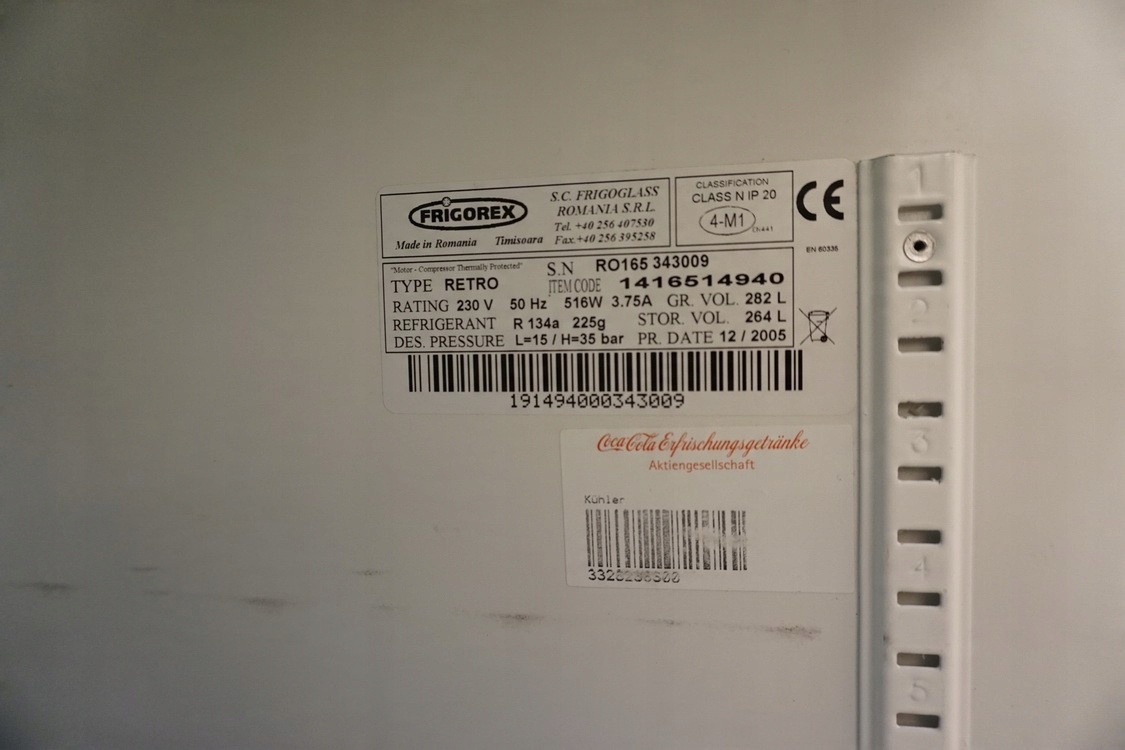 FRIGOREX
S.C. FRIGOGLASS
ROMANIA S.R.L.
Tel. +40 256 407530
Fax.+40 256 395258
Made in Romania Timisoara
CLASSIFICATION
CLASS N IP 20
4-M1
CE
EN 60335
"Motor - Compressor Thermally Protected"
S.N RO165 343009
TYPE RETRO
ITEM CODE 1416514940
RATING 230 V 50 Hz 516W 3.75A GR. VOL. 282 L
REFRIGERANT R 134a 225g STOR. VOL. 264 L
DES. PRESSURE L=15 / H=35 bar PR. DATE 12 / 2005
191494000343009
Coca Cola Erfrischungsgetränke
Aktiengesellschaft
Kühler
1
2
3
4
5